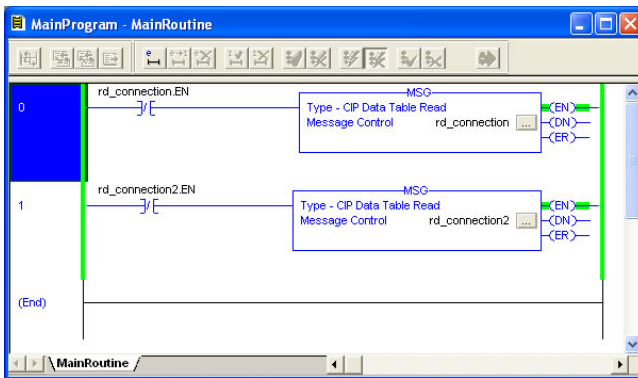 MainProgram - MainRoutine
0
rd_connection.EN
MSG
Type - CIP Data Table Read
Message Control rd_connection ...
EN
DN
ER
1
rd_connection2.EN
MSG
Type - CIP Data Table Read
Message Control rd_connection2 ...
EN
DN
ER
(End)
MainRoutine